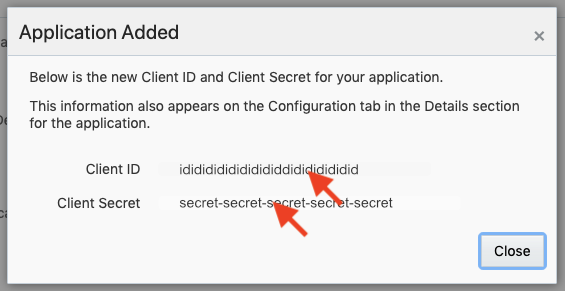 Application Added ×
Below is the new Client ID and Client Secret for your application.
This information also appears on the Configuration tab in the Details section
for the application.
Client ID idididididididididdidididididid
Client Secret secret-secret-secret-secret-secret
Close